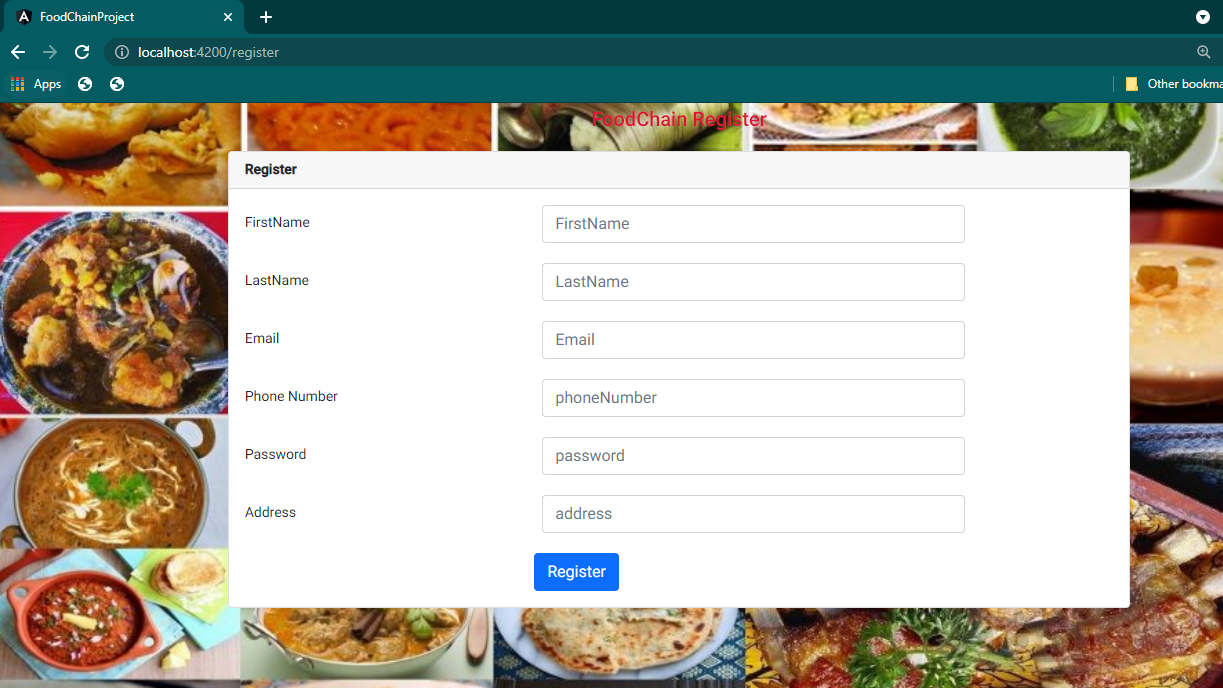 FoodChainProject
localhost:4200/register
Apps
Other bookma
FoodChain Register
Register
FirstName FirstName
LastName LastName
Email Email
Phone Number phoneNumber
Password password
Address address
Register